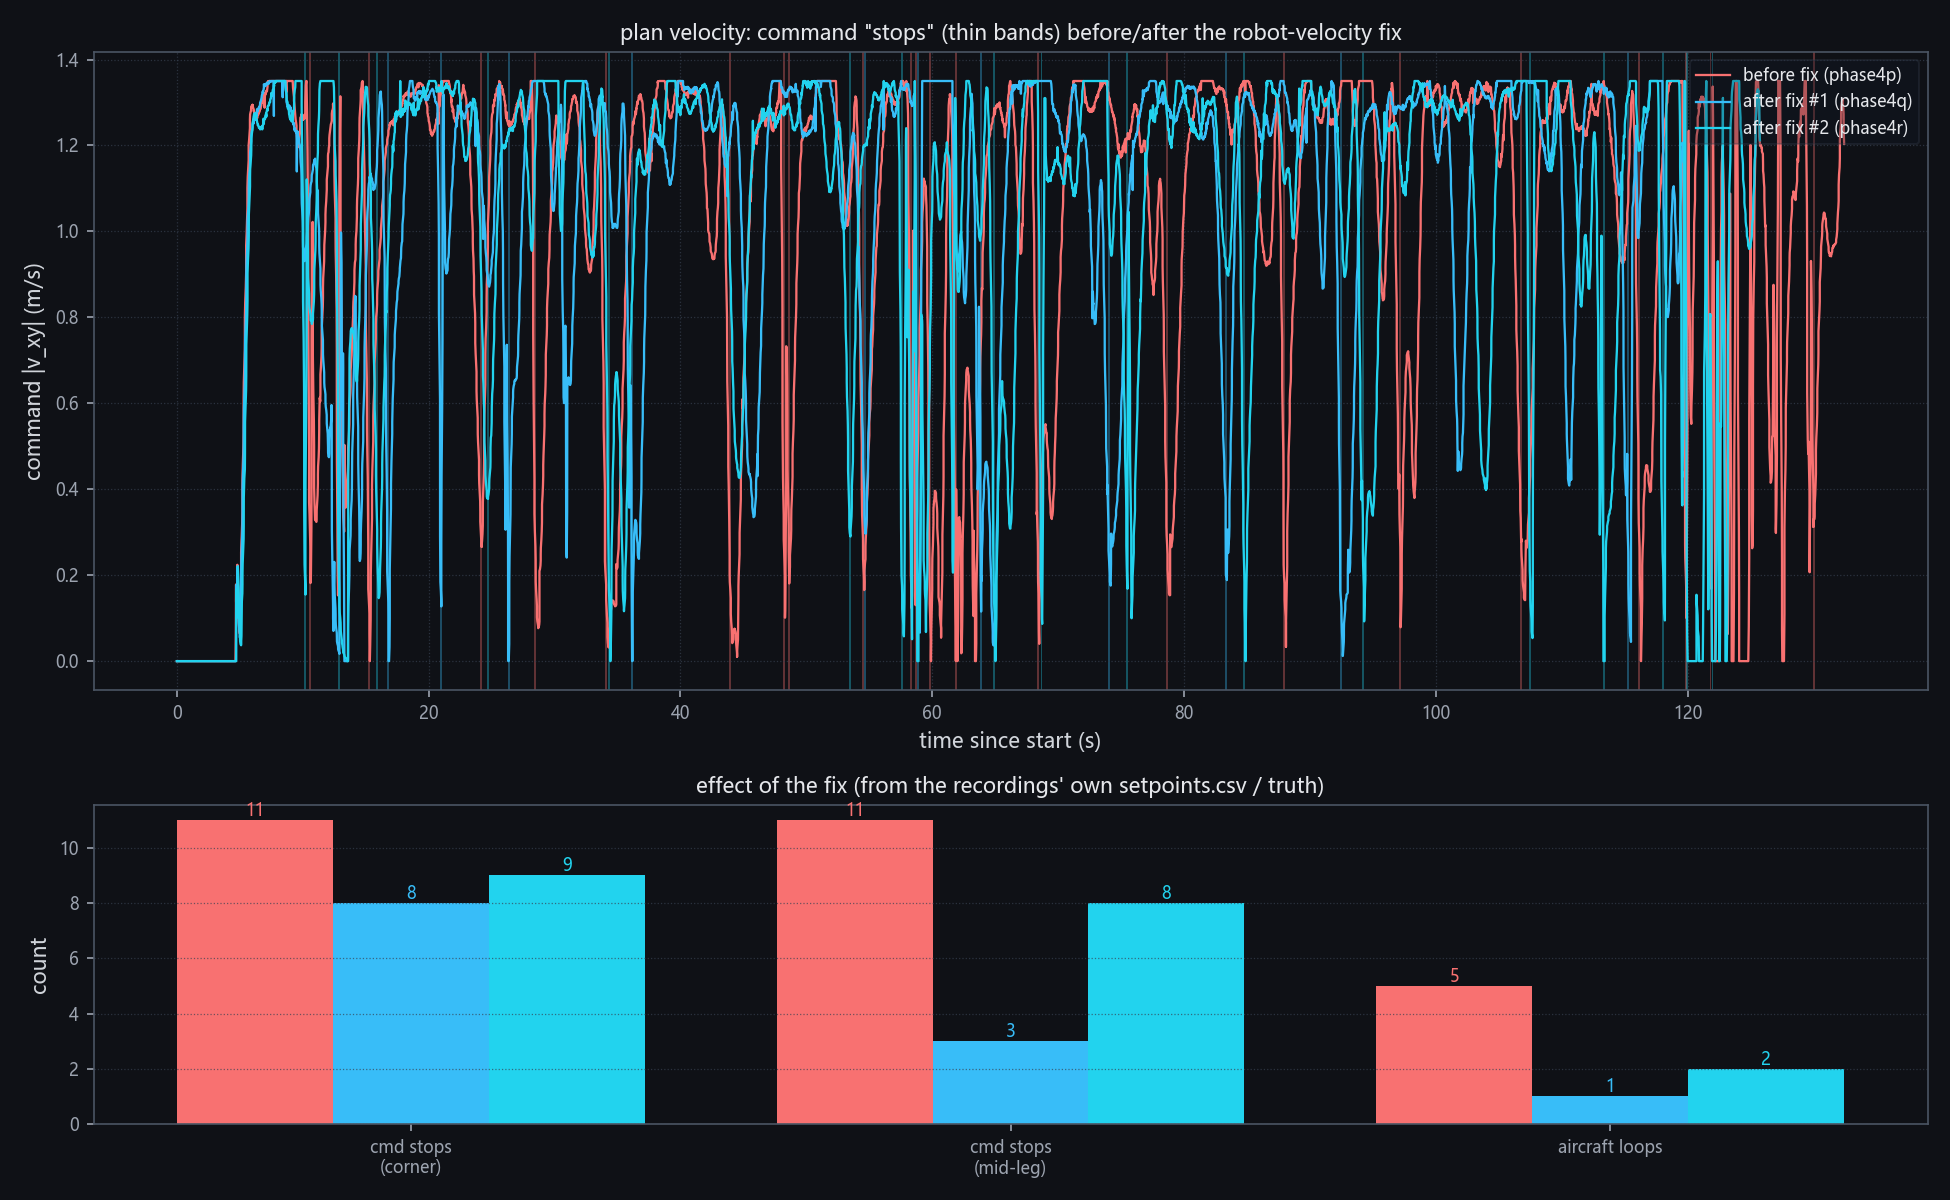 plan velocity: command "stops" (thin bands) before/after the robot-velocity fix
before fix (phase4p)
after fix #1 (phase4q)
after fix #2 (phase4r)
command |v_xy| (m/s)
1.4
1.2
1.0
0.8
0.6
0.4
0.2
0.0
0 20 40 60 80 100 120
time since start (s)
effect of the fix (from the recordings' own setpoints.csv / truth)
count
10
8
6
4
2
0
11 8 9
11 3 8
5 1 2
cmd stops
(corner)
cmd stops
(mid-leg)
aircraft loops